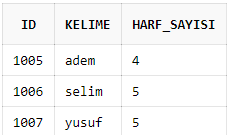 ID KELIME HARF_SAYISI
1005 adem 4
1006 selim 5
1007 yusuf 5